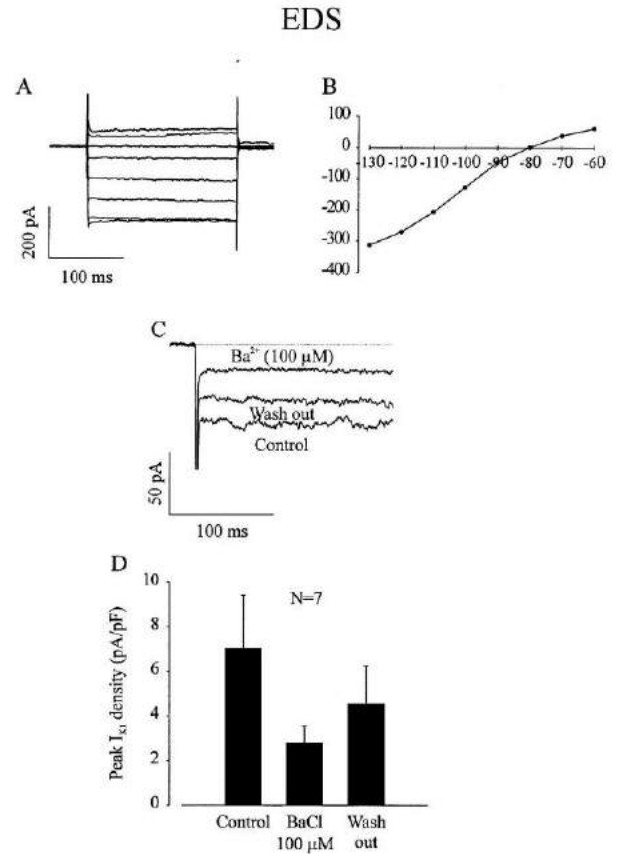 EDS
A
200 pA
100 ms
B
100
0
-100
-200
-300
-400
-130 -120 -110 -100 -90 -80 -70 -60
C
Ba²⁺ (100 µM)
Wash out
Control
50 pA
100 ms
D
N=7
Peak I_K1 density (pA/pF)
10
8
6
4
2
0
Control BaCl Wash
100 µM out